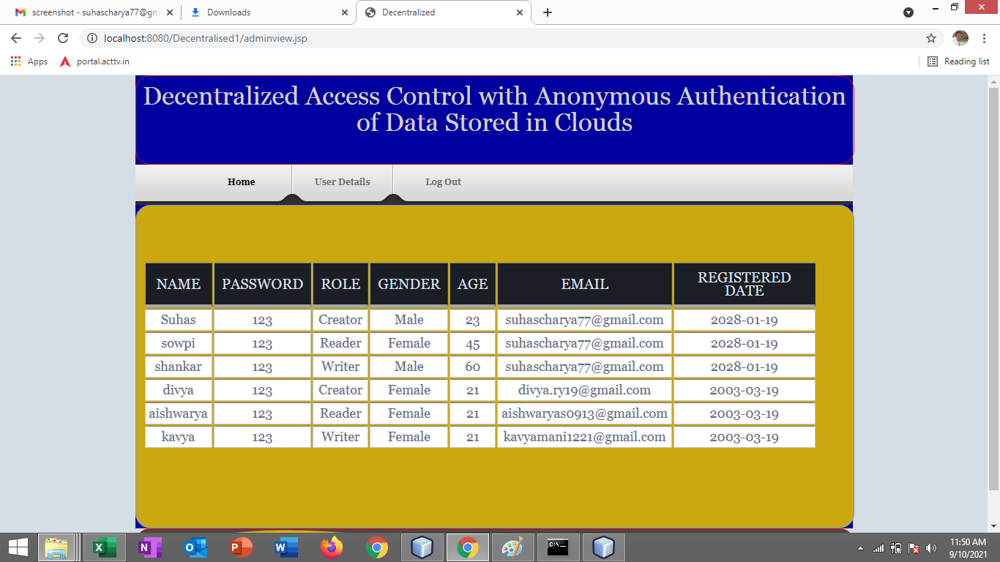 screenshot - suhascharya77@gm
Downloads
Decentralized
localhost:8080/Decentralised1/adminview.jsp
Apps
portal.acttv.in
Reading list
Decentralized Access Control with Anonymous Authentication
of Data Stored in Clouds
Home User Details Log Out
NAME PASSWORD ROLE GENDER AGE EMAIL REGISTERED DATE
Suhas 123 Creator Male 23 suhascharya77@gmail.com 2028-01-19
sowpi 123 Reader Female 45 suhascharya77@gmail.com 2028-01-19
shankar 123 Writer Male 60 suhascharya77@gmail.com 2028-01-19
divya 123 Creator Female 21 divya.ry19@gmail.com 2003-03-19
aishwarya 123 Reader Female 21 aishwaryas0913@gmail.com 2003-03-19
kavya 123 Writer Female 21 kavyamani1221@gmail.com 2003-03-19
11:50 AM
9/10/2021